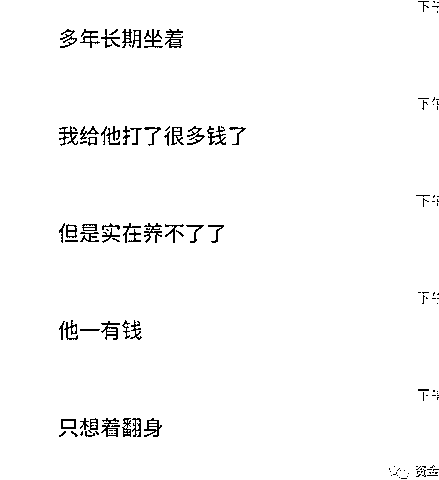 下午
多年长期坐着
下午
我给他打了很多钱了
下午
但是实在养不了了
下午
他一有钱
下午
只想着翻身
资金